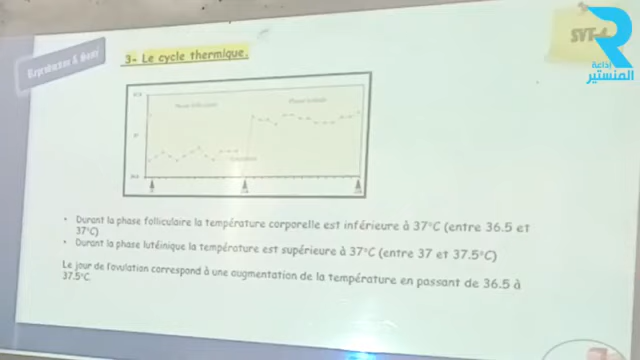 Reproduction & Santé
3- Le cycle thermique.
SVT-4
إذاعة
المنستير
Phase folliculaire
Phase lutéale
• Durant la phase folliculaire la température corporelle est inférieure à 37°C (entre 36.5 et
37°C)
• Durant la phase lutéinique la température est supérieure à 37°C (entre 37 et 37.5°C)
Le jour de l'ovulation correspond à une augmentation de la température en passant de 36.5 à
37.5°C